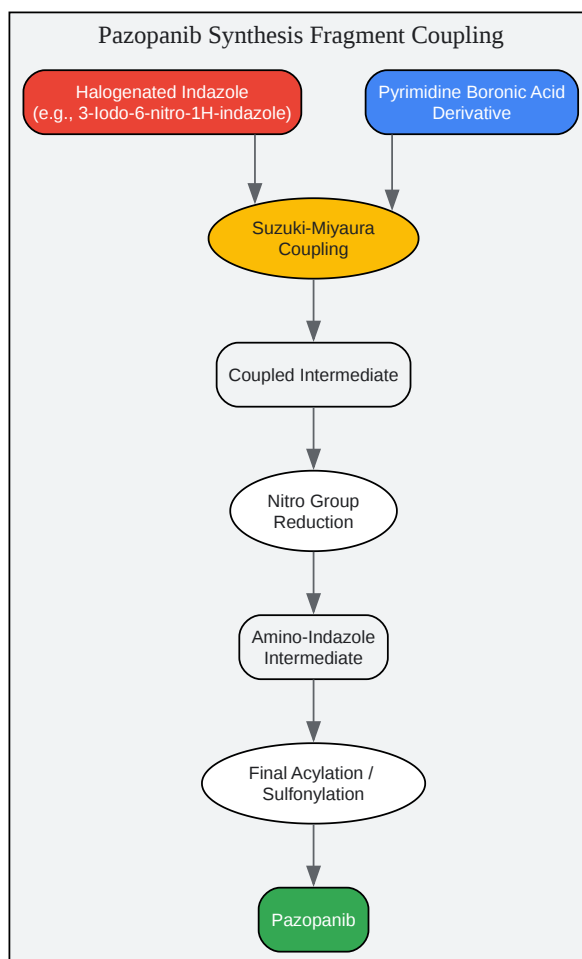 Pazopanib Synthesis Fragment Coupling
Halogenated Indazole
(e.g., 3-Iodo-6-nitro-1H-indazole)
Pyrimidine Boronic Acid
Derivative
Suzuki-Miyaura
Coupling
Coupled Intermediate
Nitro Group
Reduction
Amino-Indazole
Intermediate
Final Acylation /
Sulfonylation
Pazopanib